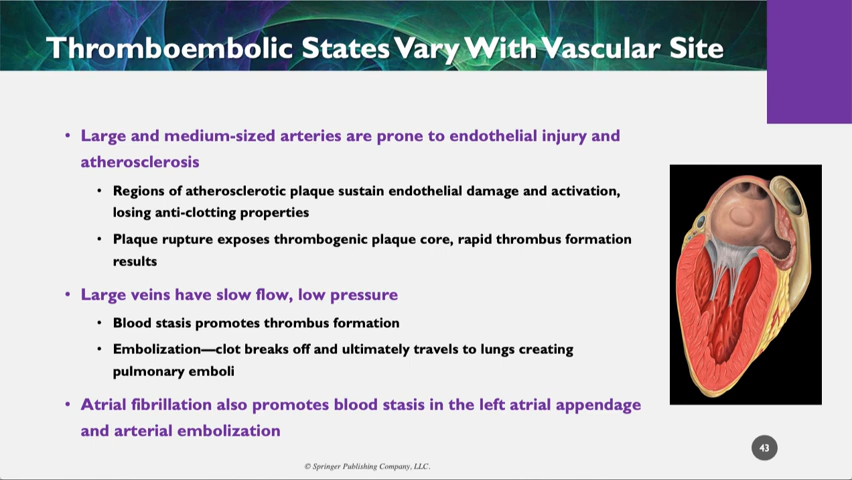 Thromboembolic States Vary With Vascular Site
• Large and medium-sized arteries are prone to endothelial injury and
atherosclerosis
• Regions of atherosclerotic plaque sustain endothelial damage and activation,
losing anti-clotting properties
• Plaque rupture exposes thrombogenic plaque core, rapid thrombus formation
results
• Large veins have slow flow, low pressure
• Blood stasis promotes thrombus formation
• Embolization—clot breaks off and ultimately travels to lungs creating
pulmonary emboli
• Atrial fibrillation also promotes blood stasis in the left atrial appendage
and arterial embolization
43
© Springer Publishing Company, LLC.